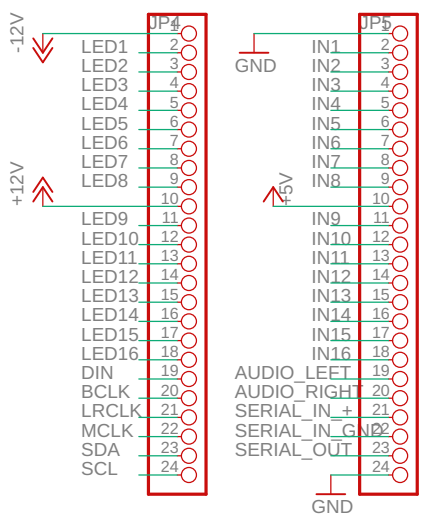 -12V
JP4
1
LED1 2
LED2 3
LED3 4
LED4 5
LED5 6
LED6 7
LED7 8
LED8 9
+12V
10
LED9 11
LED10 12
LED11 13
LED12 14
LED13 15
LED14 16
LED15 17
LED16 18
DIN 19
BCLK 20
LRCLK 21
MCLK 22
SDA 23
SCL 24
JP5
1
GND
IN1 2
IN2 3
IN3 4
IN4 5
IN5 6
IN6 7
IN7 8
IN8 9
+5V
10
IN9 11
IN10 12
IN11 13
IN12 14
IN13 15
IN14 16
IN15 17
IN16 18
AUDIO_LEFT 19
AUDIO_RIGHT 20
SERIAL_IN_+ 21
SERIAL_IN_GND 22
SERIAL_OUT 23
24
GND